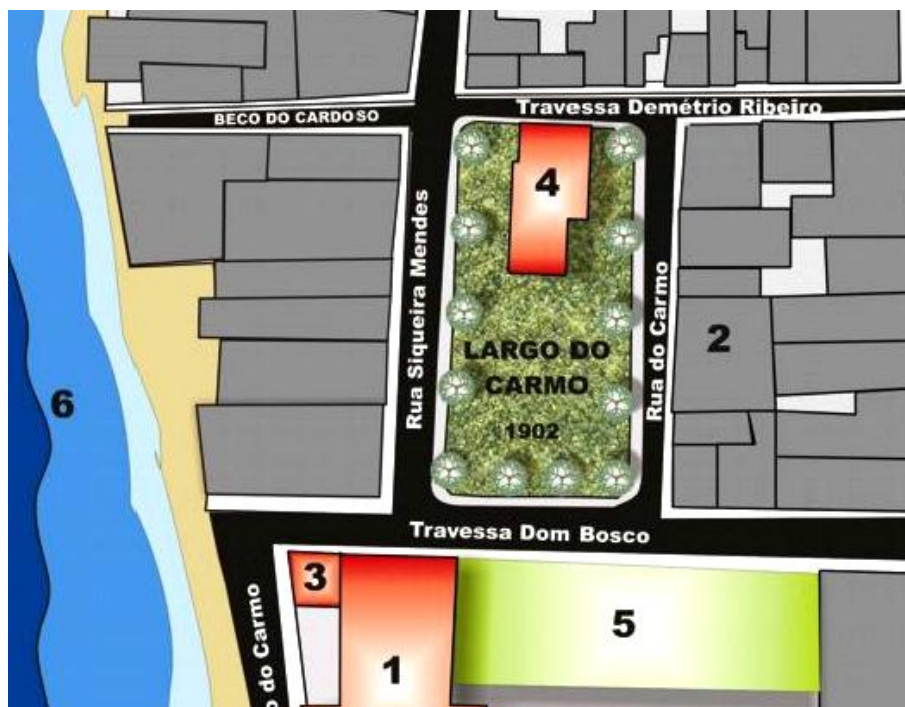 Travessa Demétrio Ribeiro
BECO DO CARDOSO
4
Rua Siqueira Mendes
Rua do Carmo
2
LARGO DO
CARMO
1902
6
Travessa Dom Bosco
3
5
1
do Carmo